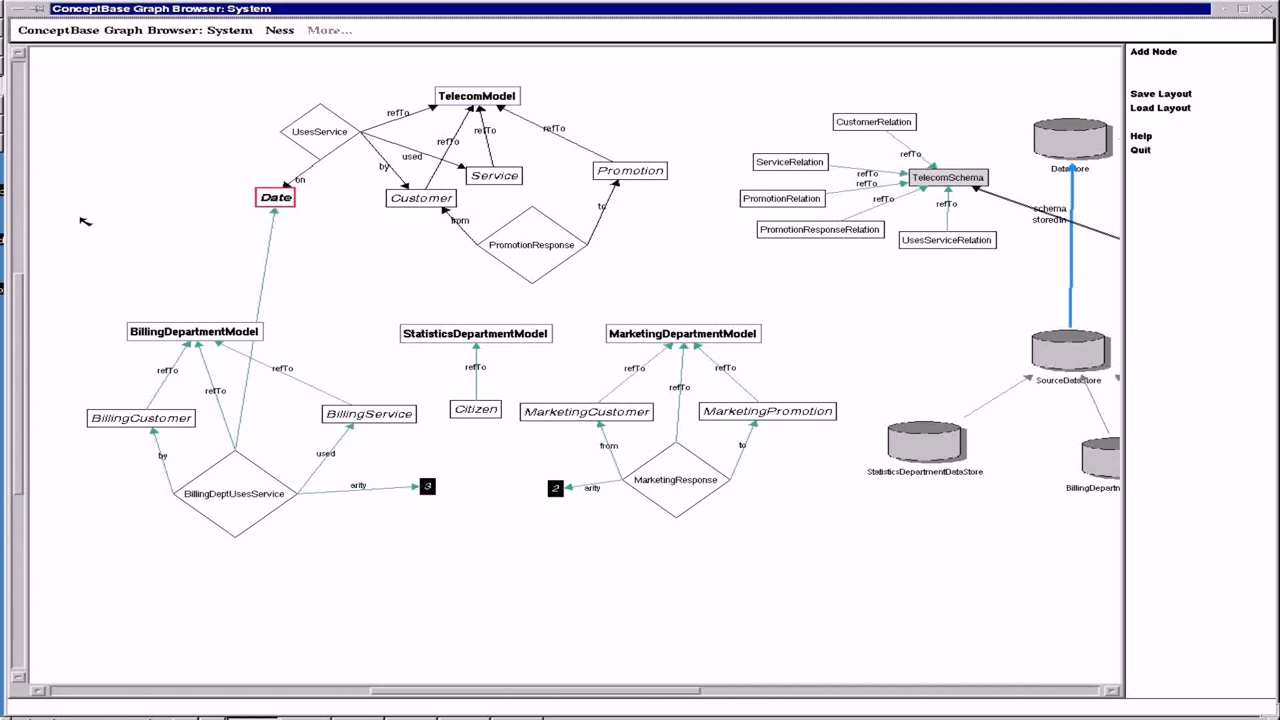 ConceptBase Graph Browser: System
ConceptBase Graph Browser: System Ness More...
Add Node
Save Layout
Load Layout
Help
Quit
TelecomModel
refTo
UsesService
refTo
refTo
refTo
used
by
on
Service
Promotion
Date
Customer
from
to
PromotionResponse
CustomerRelation
refTo
ServiceRelation
refTo
refTo
TelecomSchema
PromotionRelation
refTo
refTo
PromotionResponseRelation
UsesServiceRelation
DataStore
schema
storedIn
BillingDepartmentModel
StatisticsDepartmentModel
MarketingDepartmentModel
refTo
refTo
refTo
refTo
refTo
refTo
refTo
BillingCustomer
BillingService
Citizen
MarketingCustomer
MarketingPromotion
by
used
from
to
BillingDeptUsesService
arity
3
2
arity
MarketingResponse
SourceDataStore
StatisticsDepartmentDataStore
BillingDepartn